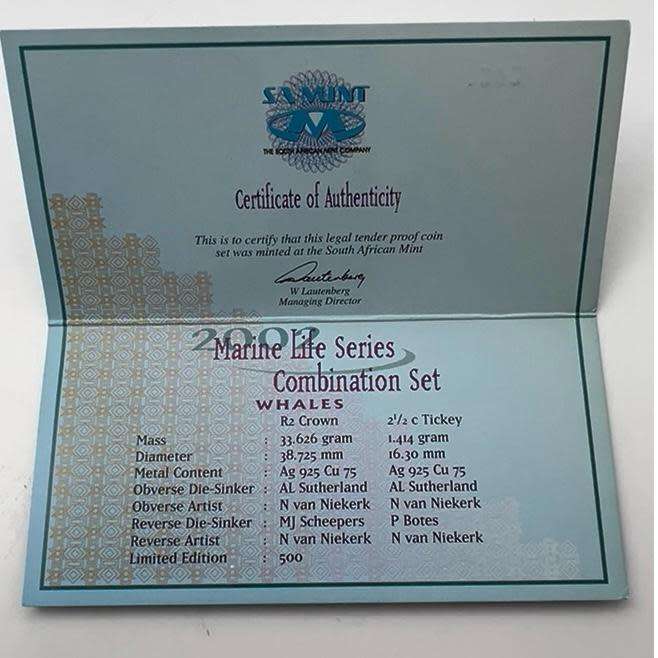 SA MINT
THE SOUTH AFRICAN MINT COMPANY
Certificate of Authenticity
This is to certify that this legal tender proof coin
set was minted at the South African Mint
W Lautenberg
Managing Director
2002
Marine Life Series
Combination Set
WHALES
R2 Crown 2½ c Tickey
Mass : 33.626 gram 1.414 gram
Diameter : 38.725 mm 16.30 mm
Metal Content : Ag 925 Cu 75 Ag 925 Cu 75
Obverse Die-Sinker : AL Sutherland AL Sutherland
Obverse Artist : N van Niekerk N van Niekerk
Reverse Die-Sinker : MJ Scheepers P Botes
Reverse Artist : N van Niekerk N van Niekerk
Limited Edition : 500